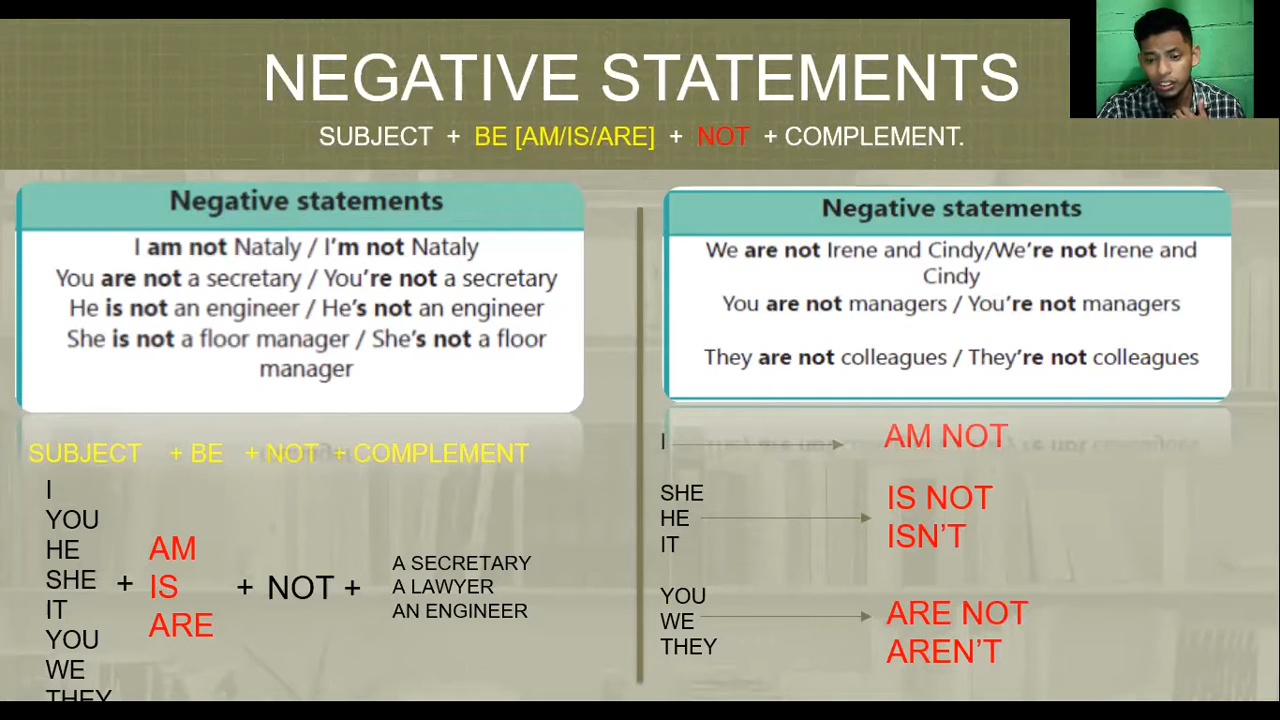 NEGATIVE STATEMENTS
SUBJECT + BE [AM/IS/ARE] + NOT + COMPLEMENT.
Negative statements
I am not Nataly / I'm not Nataly
You are not a secretary / You're not a secretary
He is not an engineer / He's not an engineer
She is not a floor manager / She's not a floor
manager
Negative statements
We are not Irene and Cindy/We're not Irene and
Cindy
You are not managers / You're not managers
They are not colleagues / They're not colleagues
SUBJECT + BE + NOT + COMPLEMENT
I
YOU
HE
SHE
IT
YOU
WE
THEY
+
AM
IS
ARE
+ NOT +
A SECRETARY
A LAWYER
AN ENGINEER
I
AM NOT
SHE
HE
IT
IS NOT
ISN’T
YOU
WE
THEY
ARE NOT
AREN’T